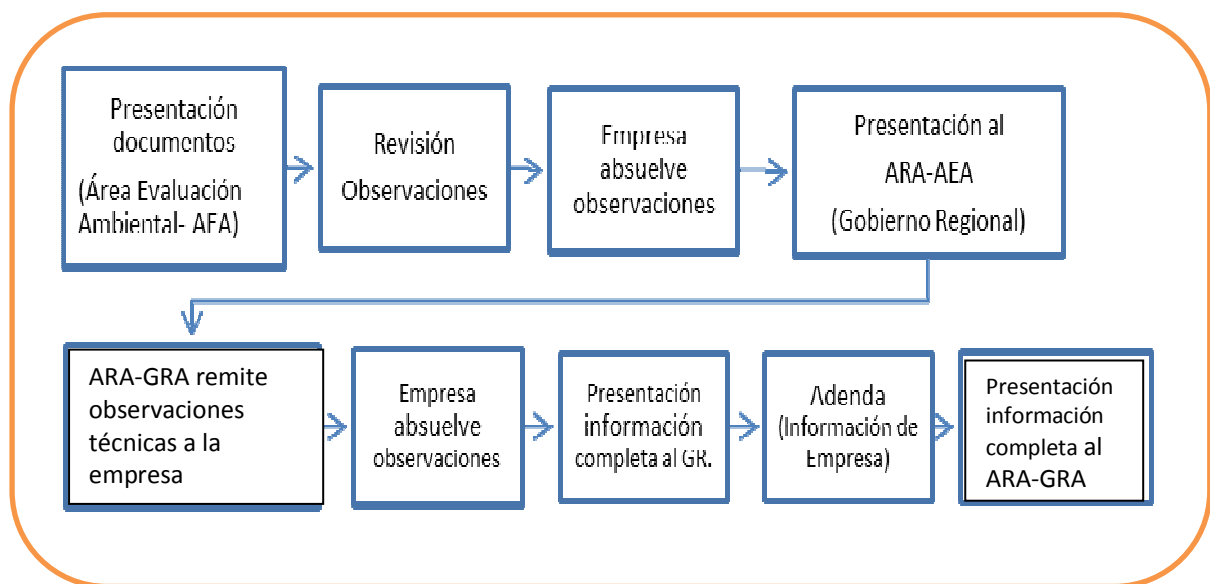 Presentación
documentos
(Área Evaluación
Ambiental- AFA)
Revisión
Observaciones
Empresa
absuelve
observaciones
Presentación al
ARA-AEA
(Gobierno Regional)
ARA-GRA remite
observaciones
técnicas a la
empresa
Empresa
absuelve
observaciones
Presentación
información
completa al GR.
Adenda
(Información de
Empresa)
Presentación
información
completa al
ARA-GRA